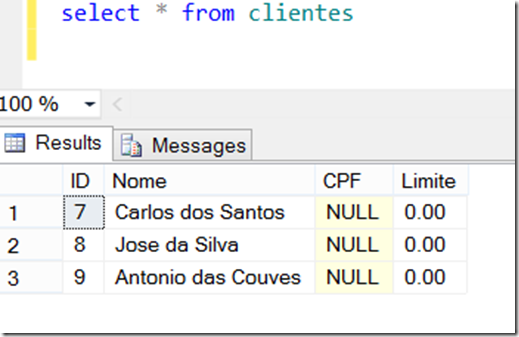 select * from clientes
100 %
Results Messages
ID Nome CPF Limite
1 7 Carlos dos Santos NULL 0.00
2 8 Jose da Silva NULL 0.00
3 9 Antonio das Couves NULL 0.00